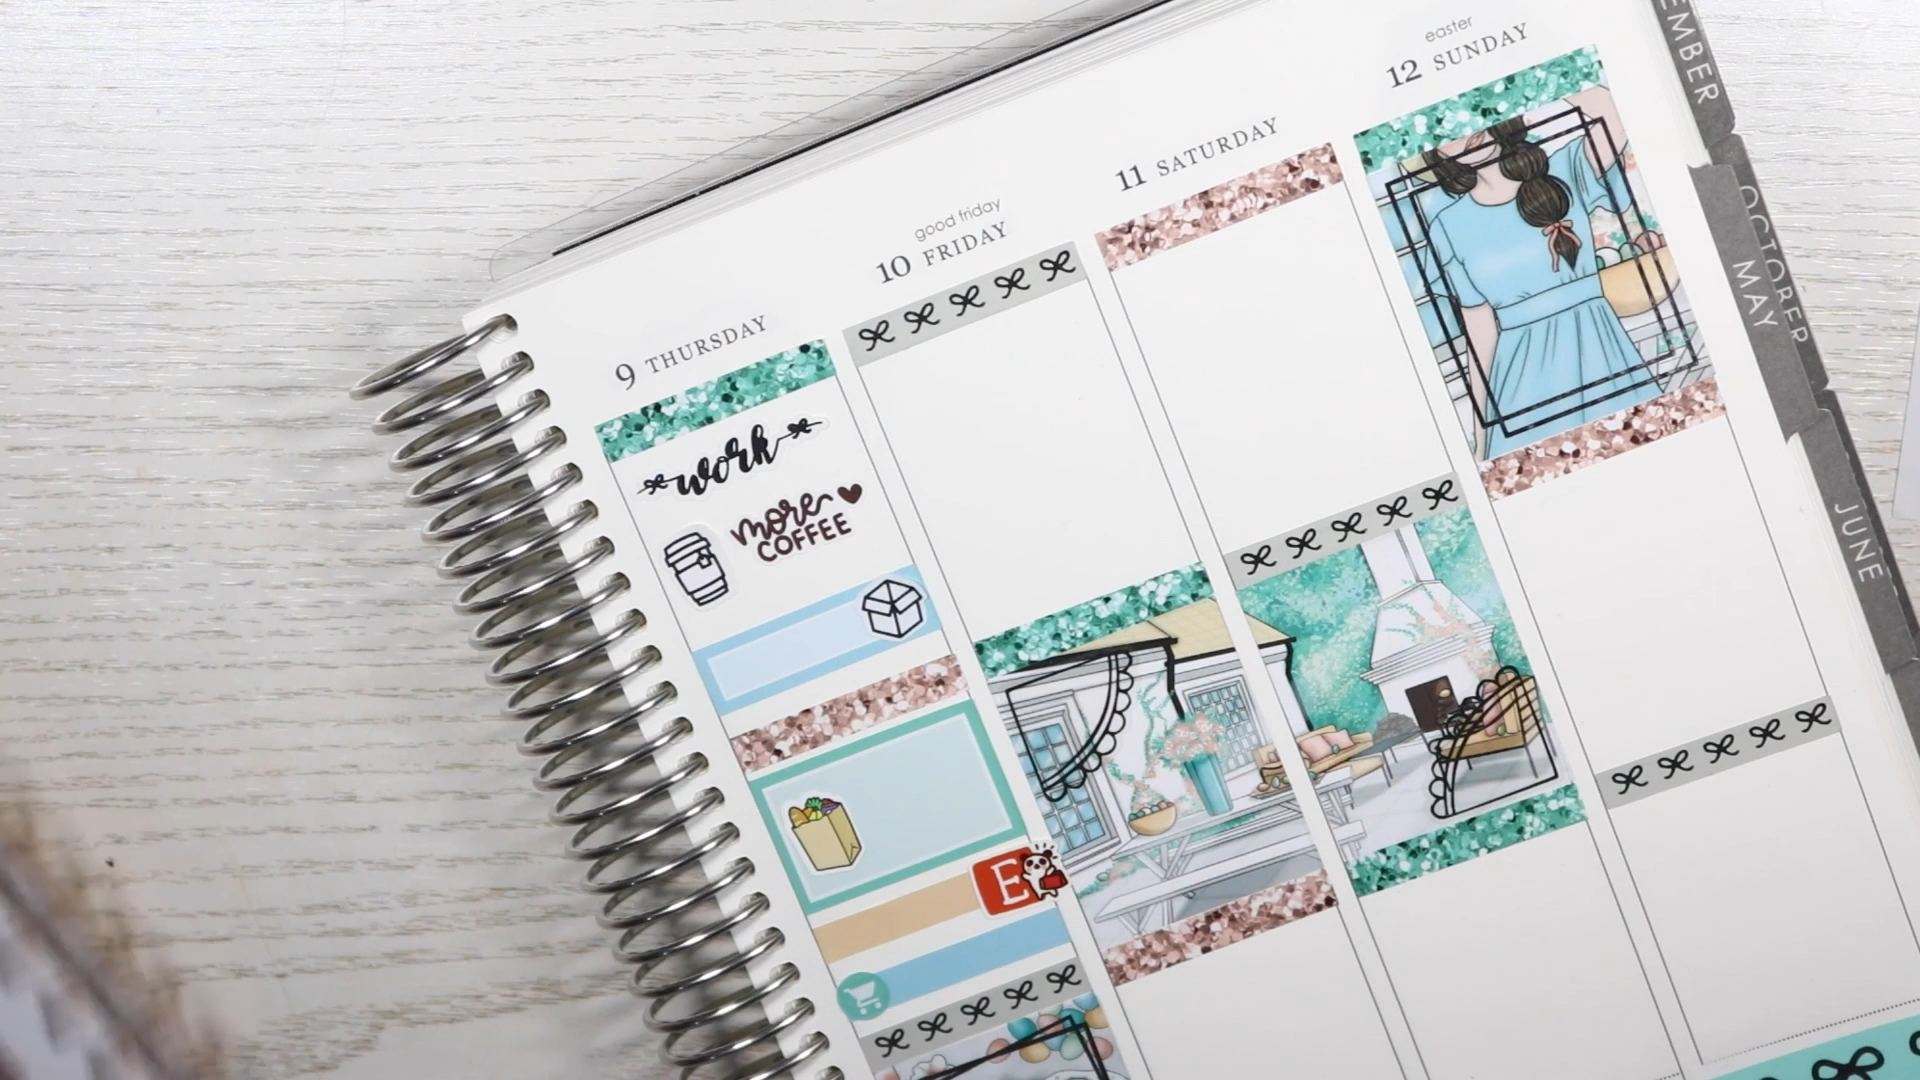 easter
12 SUNDAY
11 SATURDAY
good friday
10 FRIDAY
9 THURSDAY
work
more
COFFEE
E
EMBER
OCTOBER
MAY
JUNE